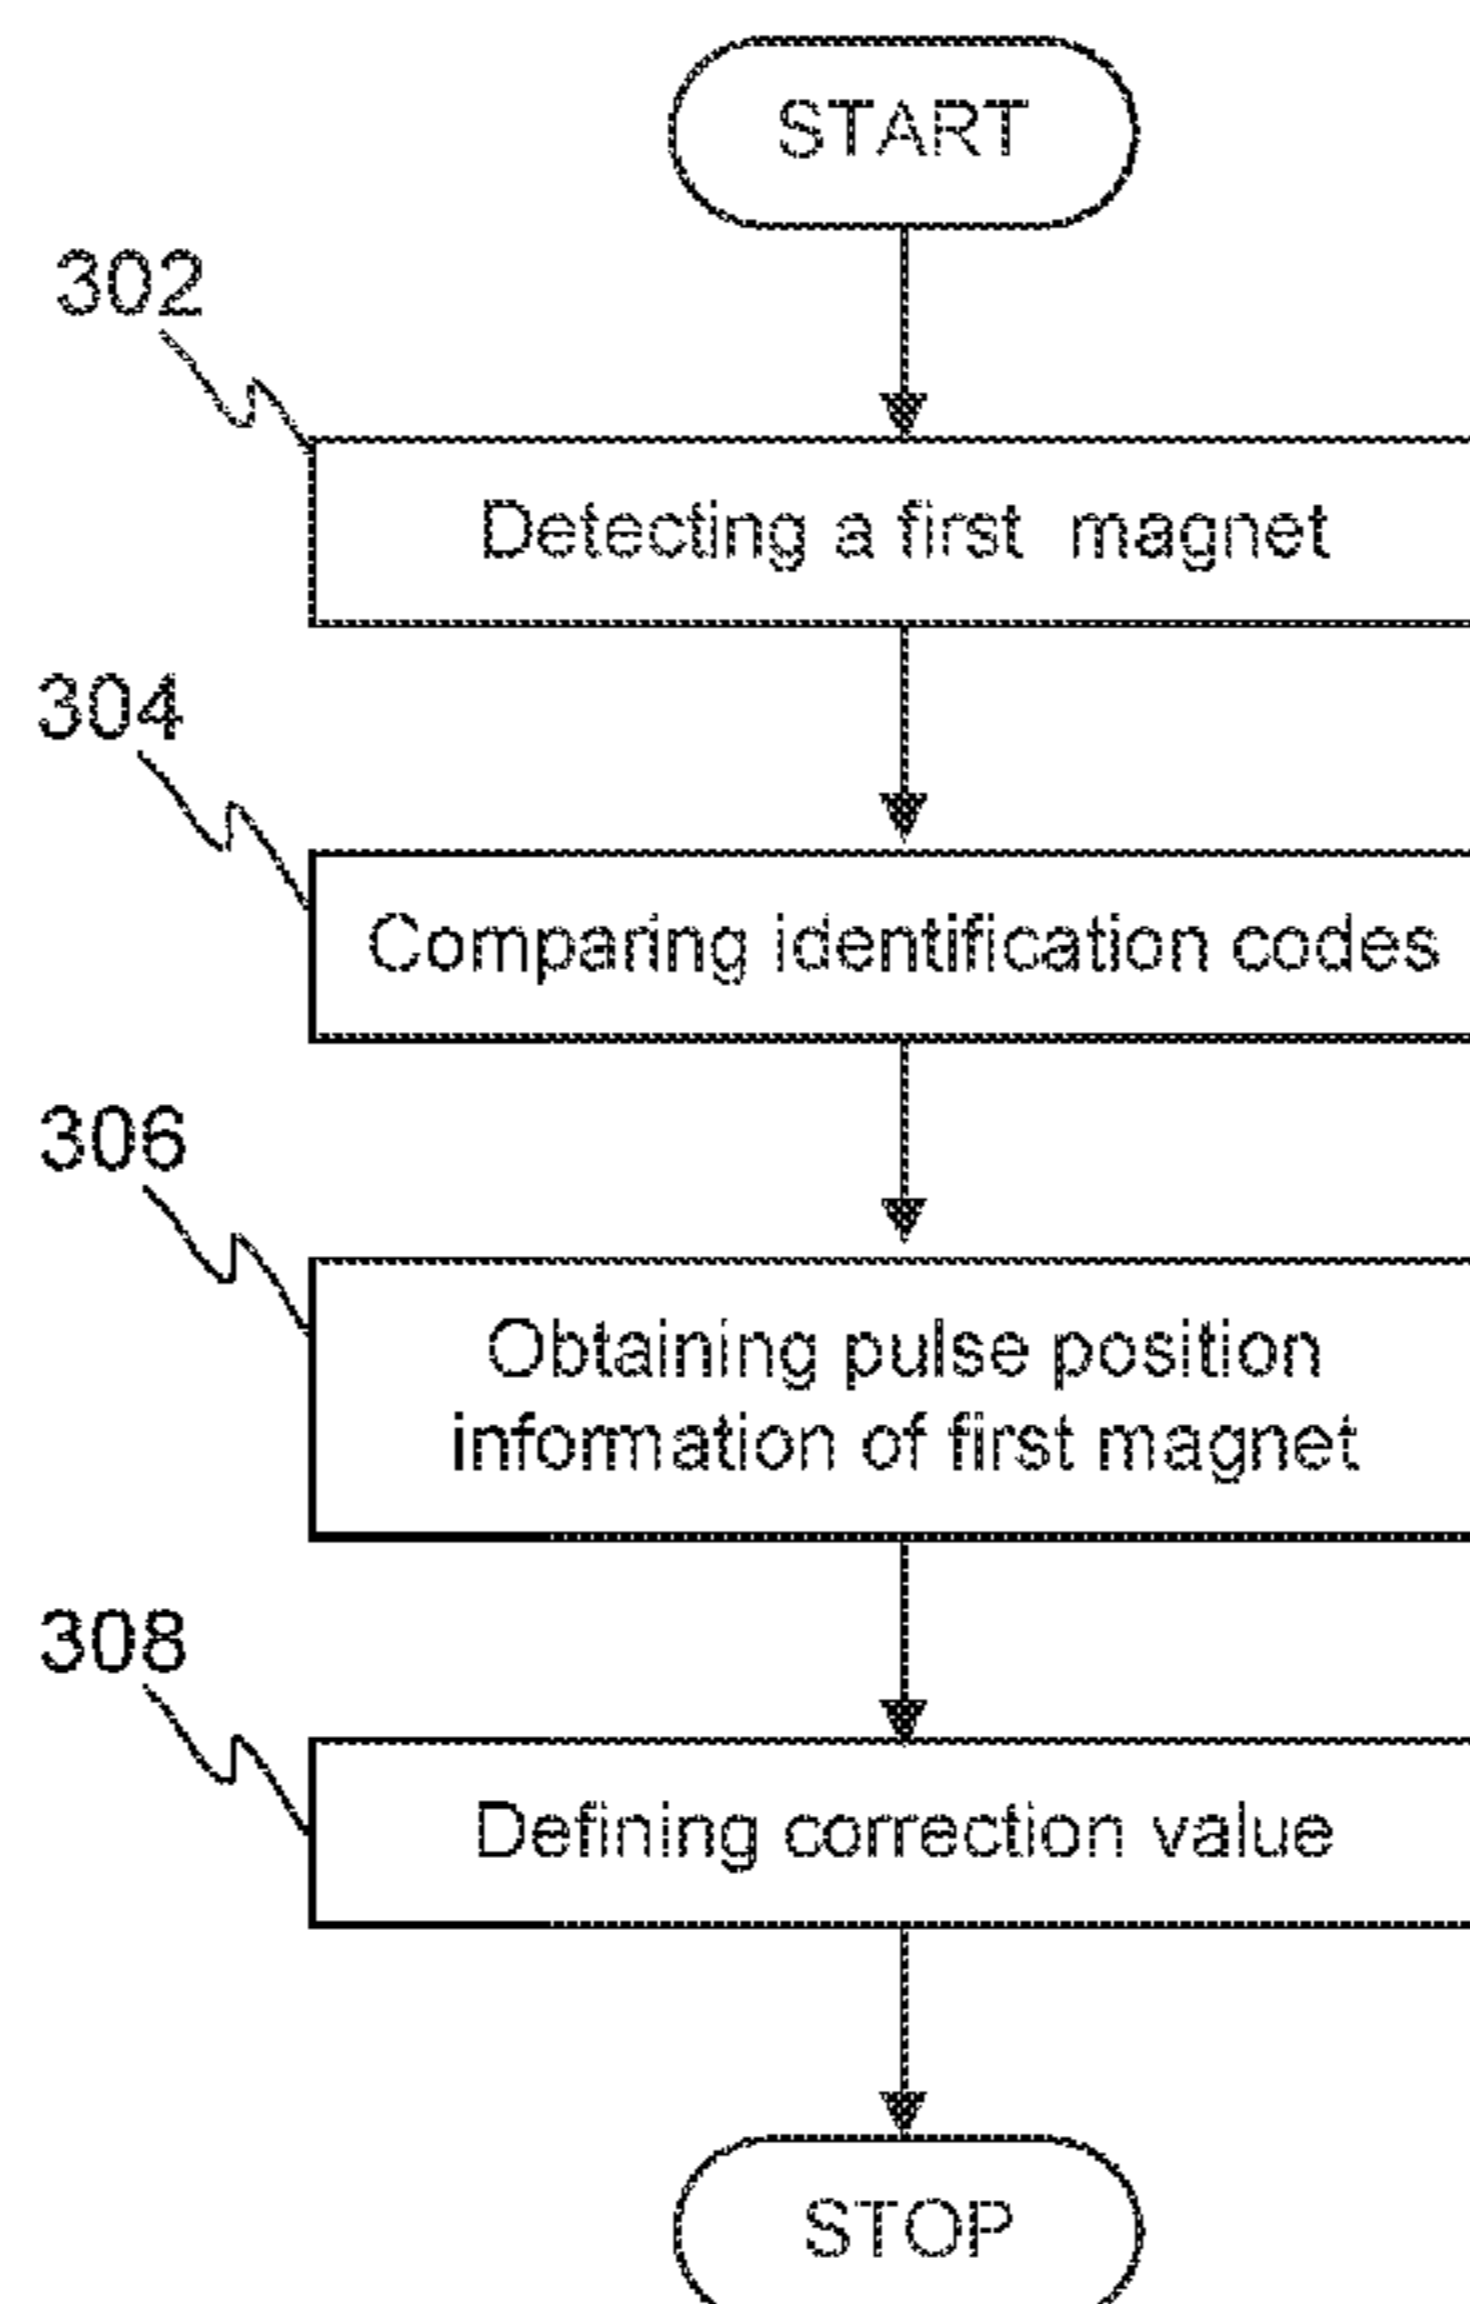 START
302
Detecting a first magnet
304
Comparing identification codes
306
Obtaining pulse position
information of first magnet
308
Defining correction value
STOP